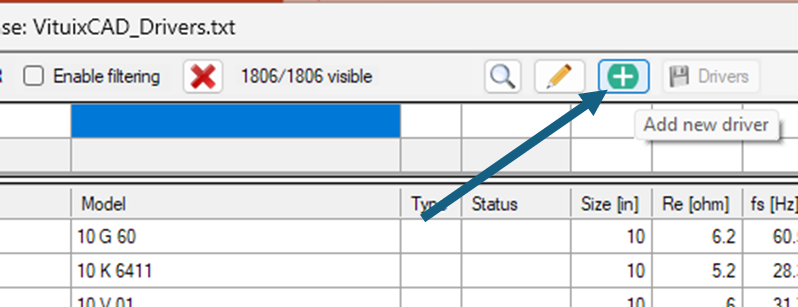 se: VituixCAD_Drivers.txt
Enable filtering 1806/1806 visible Drivers
Add new driver
Model Type Status Size [in] Re [ohm] fs [Hz]
10 G 60 10 6.2 60.
10 K 6411 10 5.2 28.
10 V 01 10 6 31